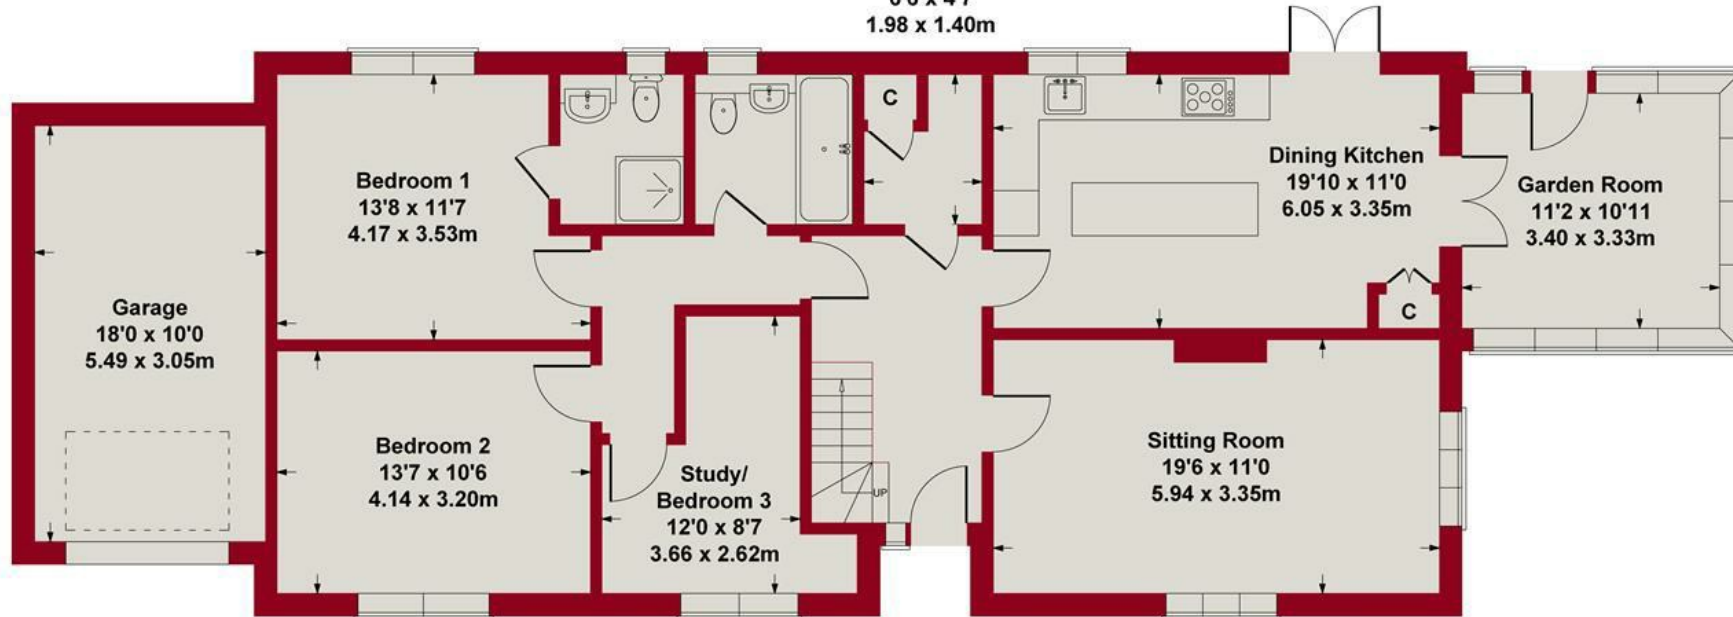 1.98 x 1.40m
C
Bedroom 1
13'8 x 11'7
4.17 x 3.53m
Dining Kitchen
19'10 x 11'0
6.05 x 3.35m
Garden Room
11'2 x 10'11
3.40 x 3.33m
Garage
18'0 x 10'0
5.49 x 3.05m
C
Bedroom 2
13'7 x 10'6
4.14 x 3.20m
Study/
Bedroom 3
12'0 x 8'7
3.66 x 2.62m
UP
Sitting Room
19'6 x 11'0
5.94 x 3.35m